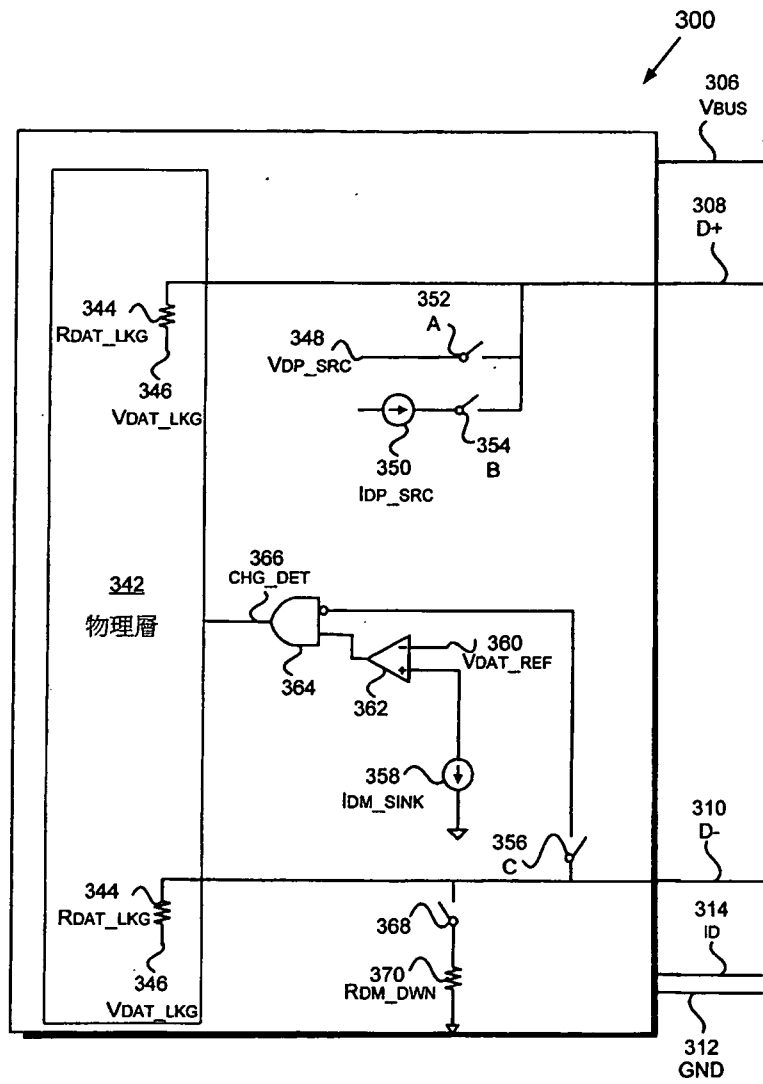 300
306
VBUS
308
D+
344
RDAT_LKG
346
VDAT_LKG
352
A
348
VDP_SRC
354
B
350
IDP_SRC
342
物理層
366
CHG_DET
364
362
360
VDAT_REF
358
IDM_SINK
356
C
310
D-
344
RDAT_LKG
346
VDAT_LKG
368
370
RDM_DWN
314
ID
312
GND